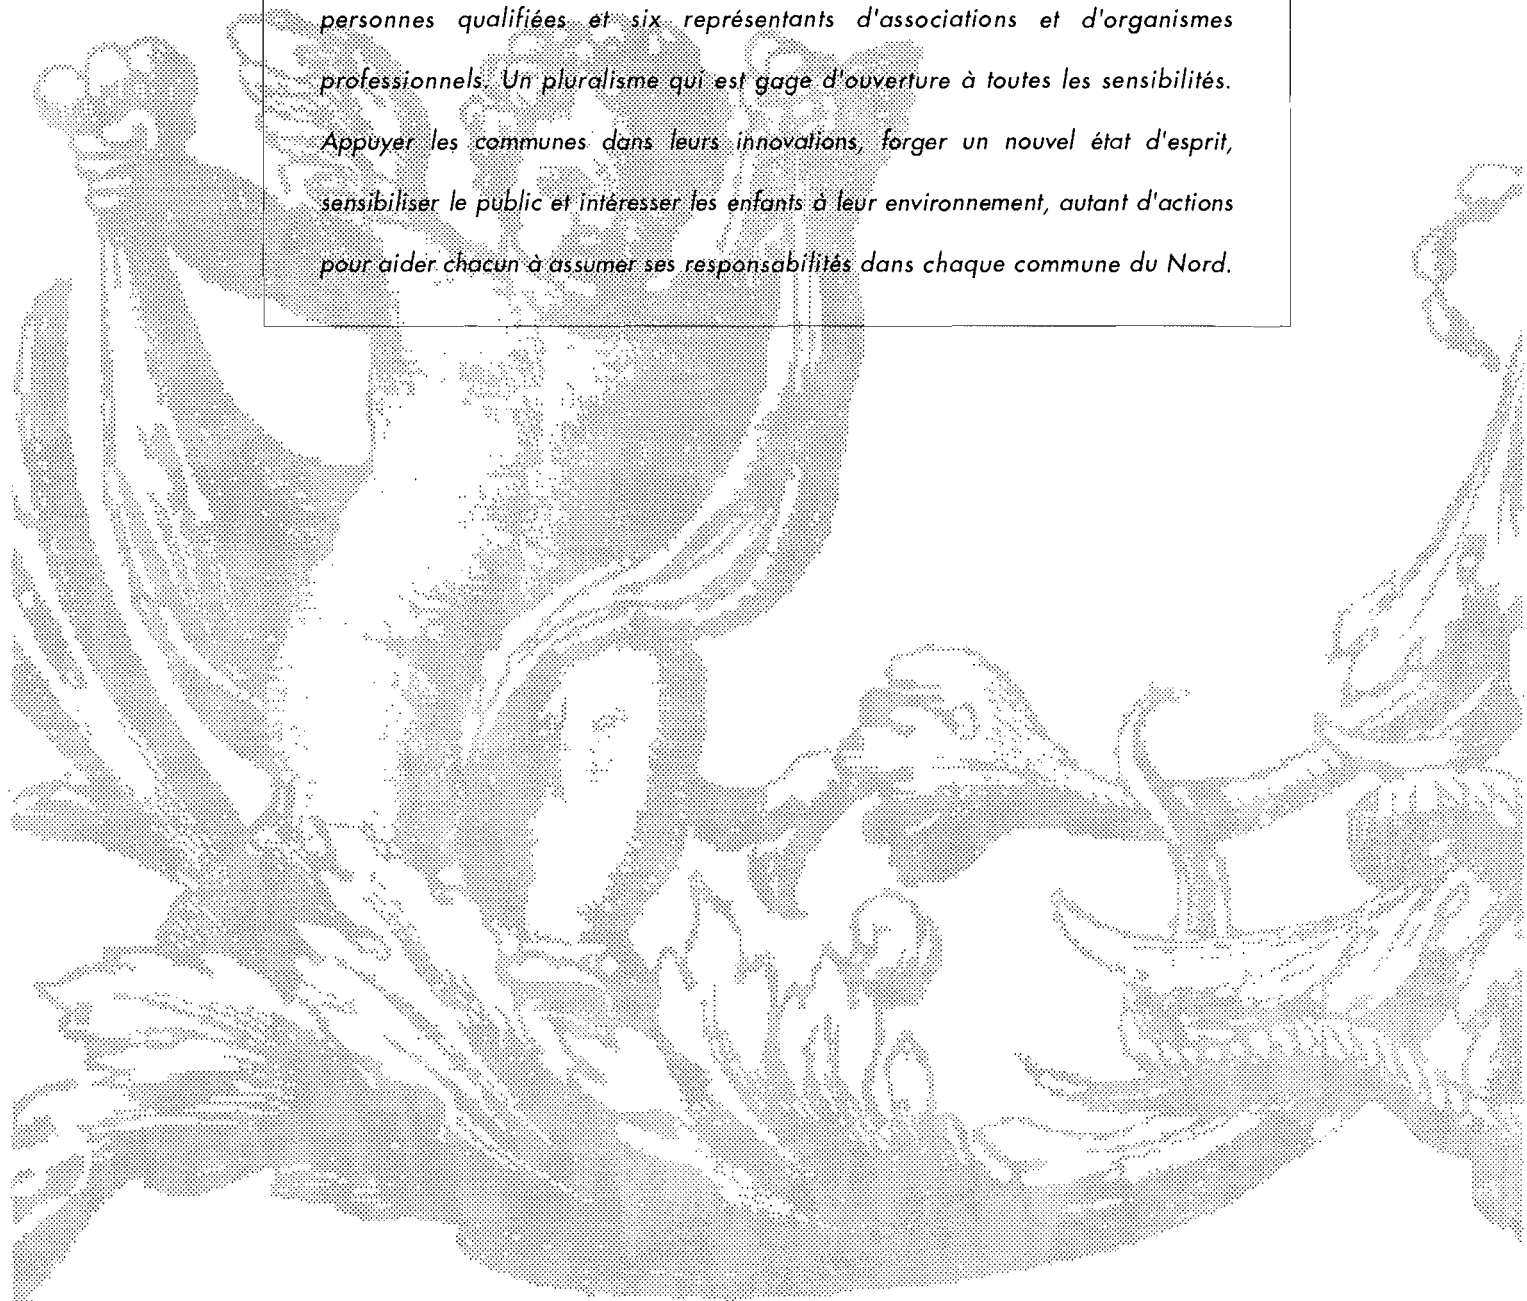 personnes qualifiées et six représentants d'associations et d'organismes
professionnels. Un pluralisme qui est gage d'ouverture à toutes les sensibilités.
Appuyer les communes dans leurs innovations, forger un nouvel état d'esprit,
sensibiliser le public et intéresser les enfants à leur environnement, autant d'actions
pour aider chacun à assumer ses responsabilités dans chaque commune du Nord.